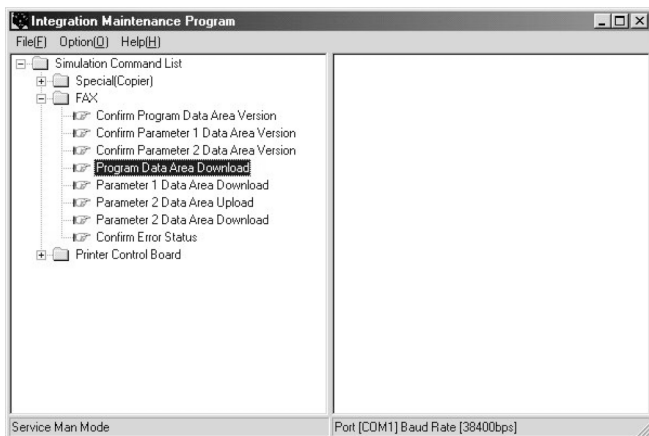 Integration Maintenance Program
File(F) Option(O) Help(H)
Simulation Command List
Special(Copier)
FAX
Confirm Program Data Area Version
Confirm Parameter 1 Data Area Version
Confirm Parameter 2 Data Area Version
Program Data Area Download
Parameter 1 Data Area Download
Parameter 2 Data Area Upload
Parameter 2 Data Area Download
Confirm Error Status
Printer Control Board
Service Man Mode
Port [COM1] Baud Rate [38400bps]